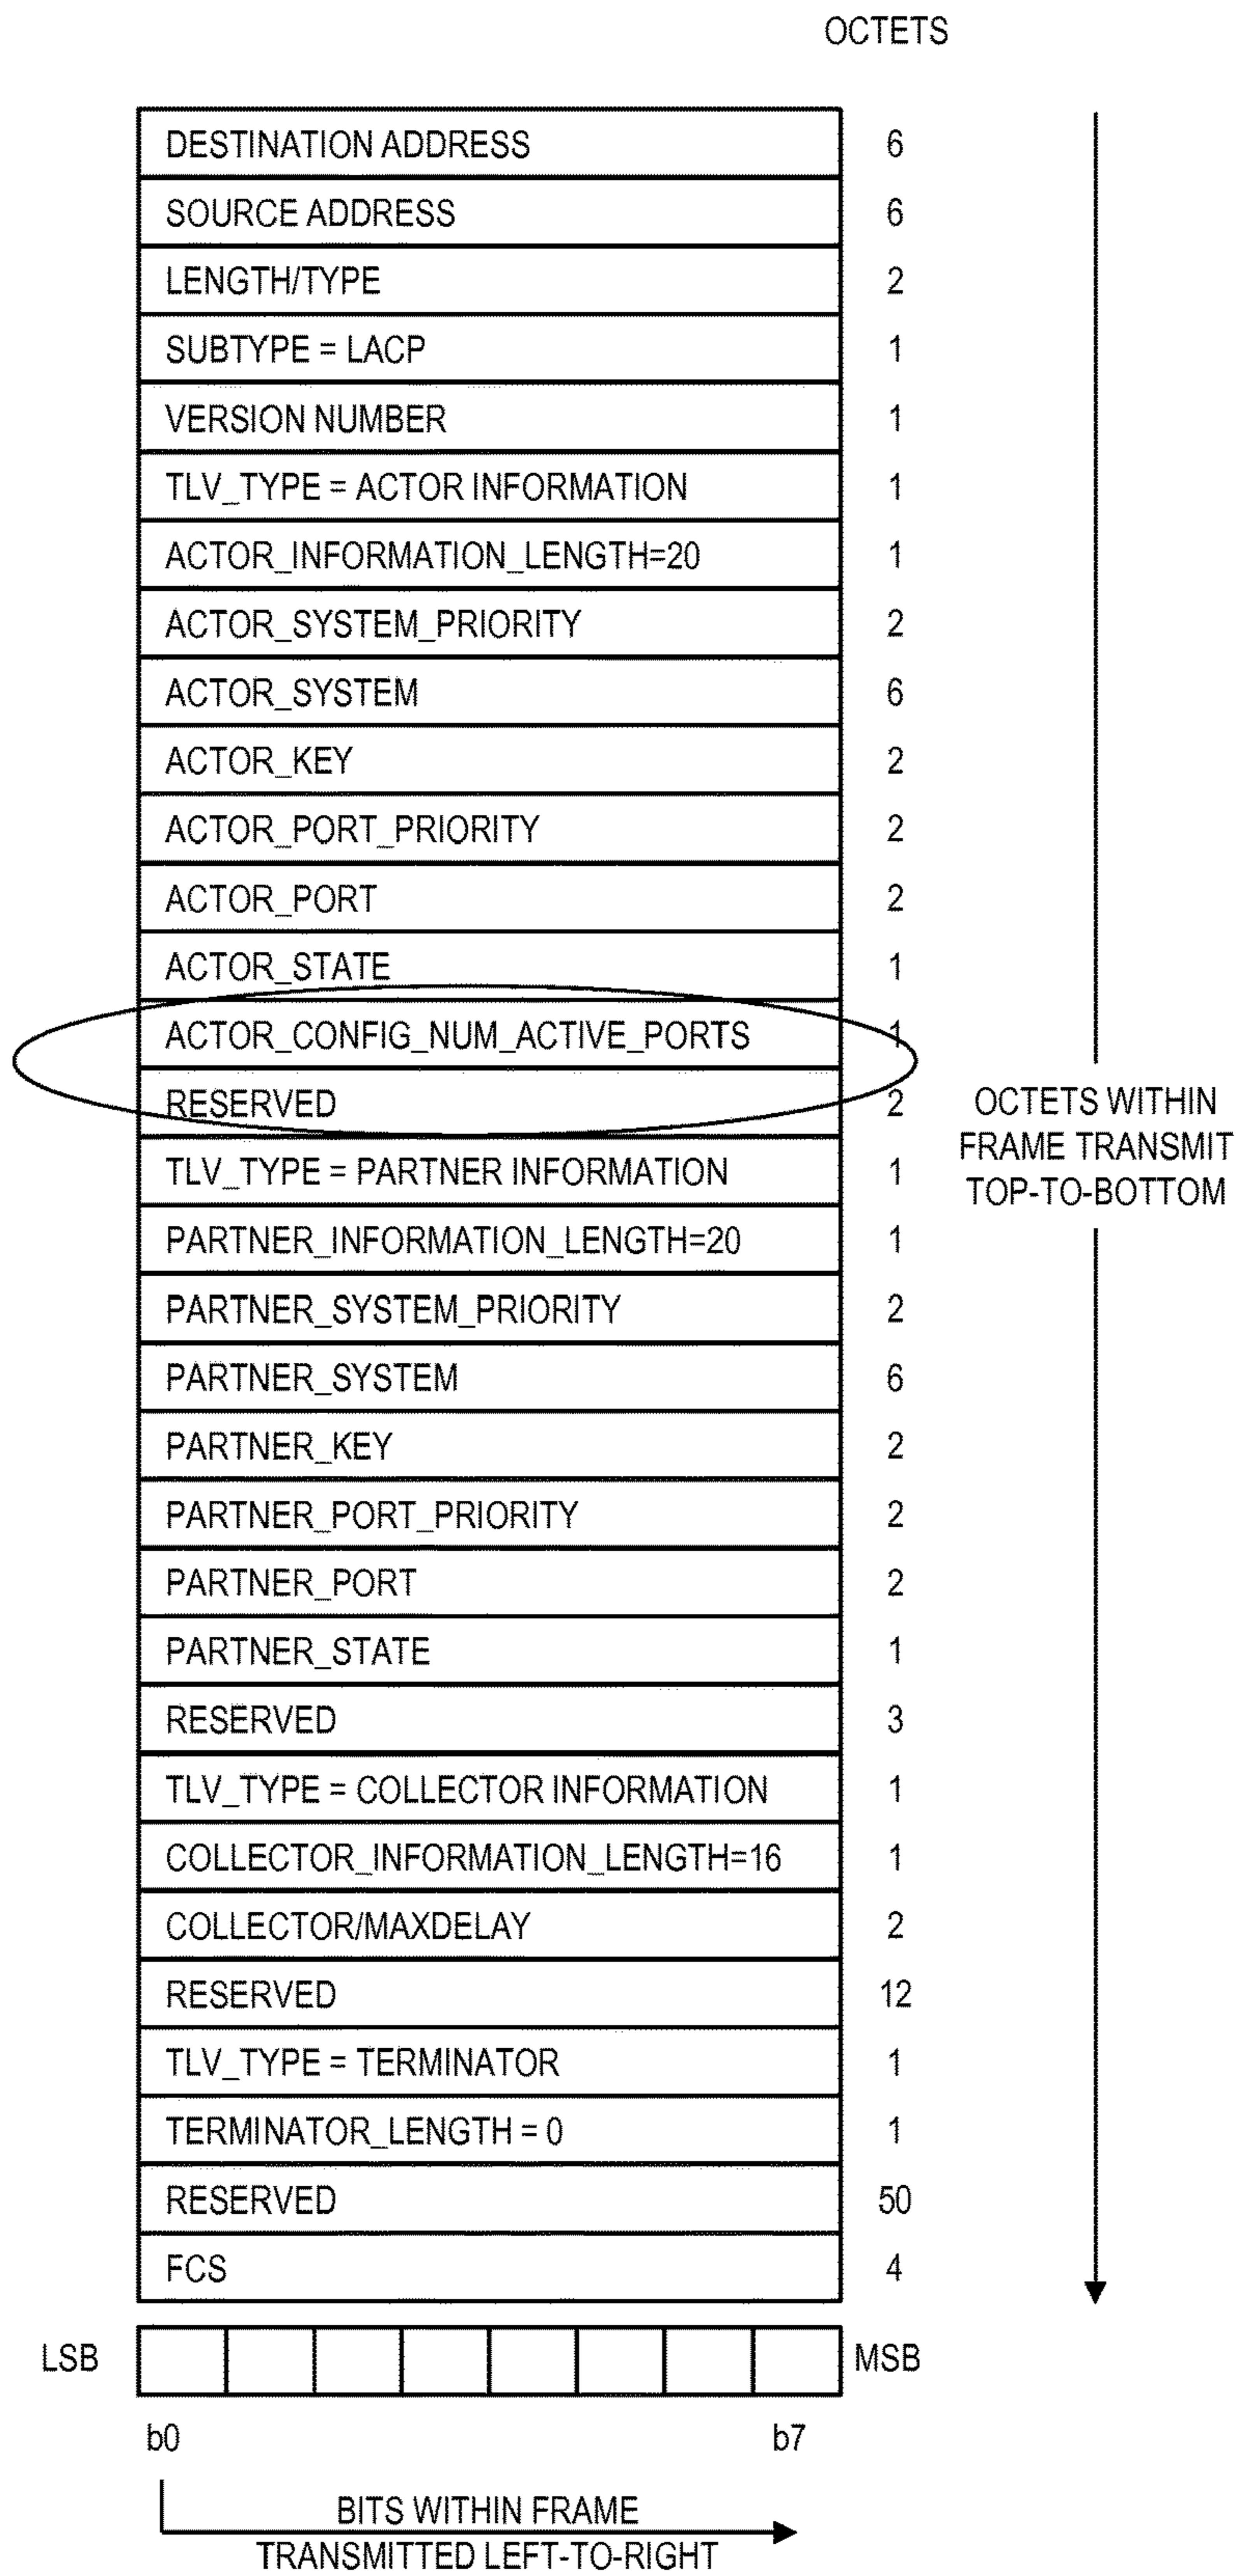 OCTETS
DESTINATION ADDRESS 6
SOURCE ADDRESS 6
LENGTH/TYPE 2
SUBTYPE = LACP 1
VERSION NUMBER 1
TLV_TYPE = ACTOR INFORMATION 1
ACTOR_INFORMATION_LENGTH=20 1
ACTOR_SYSTEM_PRIORITY 2
ACTOR_SYSTEM 6
ACTOR_KEY 2
ACTOR_PORT_PRIORITY 2
ACTOR_PORT 2
ACTOR_STATE 1
ACTOR_CONFIG_NUM_ACTIVE_PORTS 1
RESERVED 2
TLV_TYPE = PARTNER INFORMATION 1
PARTNER_INFORMATION_LENGTH=20 1
PARTNER_SYSTEM_PRIORITY 2
PARTNER_SYSTEM 6
PARTNER_KEY 2
PARTNER_PORT_PRIORITY 2
PARTNER_PORT 2
PARTNER_STATE 1
RESERVED 3
TLV_TYPE = COLLECTOR INFORMATION 1
COLLECTOR_INFORMATION_LENGTH=16 1
COLLECTOR/MAXDELAY 2
RESERVED 12
TLV_TYPE = TERMINATOR 1
TERMINATOR_LENGTH = 0 1
RESERVED 50
FCS 4
OCTETS WITHIN
FRAME TRANSMIT
TOP-TO-BOTTOM
LSB MSB
b0 b7
BITS WITHIN FRAME
TRANSMITTED LEFT-TO-RIGHT